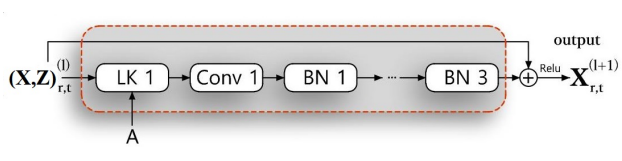 output
(X,Z) (l) r,t
LK 1 Conv 1 BN 1 ... BN 3 + Relu X (l+1) r,t
A